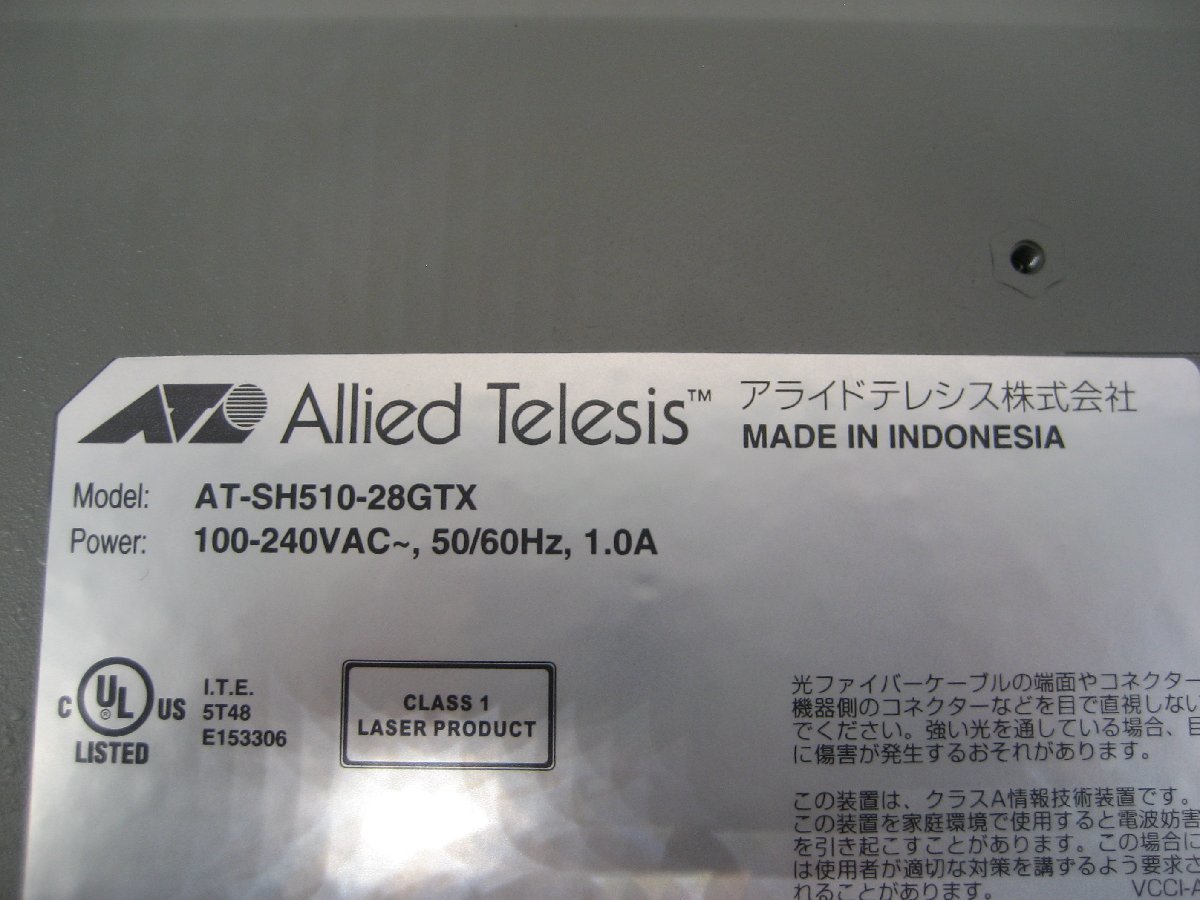 Allied Telesis™ アライドテレシス株式会社
MADE IN INDONESIA
Model: AT-SH510-28GTX
Power: 100-240VAC~, 50/60Hz, 1.0A
C UL ® US
LISTED
I.T.E.
5T48
E153306
CLASS 1
LASER PRODUCT
光ファイバーケーブルの端面やコネクター
機器側のコネクターなどを目で直視しない
でください。強い光を通している場合、目
に傷害が発生するおそれがあります。
この装置は、クラスA情報技術装置です。
この装置を家庭環境で使用すると電波妨害
を引き起こすことがあります。この場合に
は使用者が適切な対策を講ずるよう要求さ
れることがあります。 VCCI-A